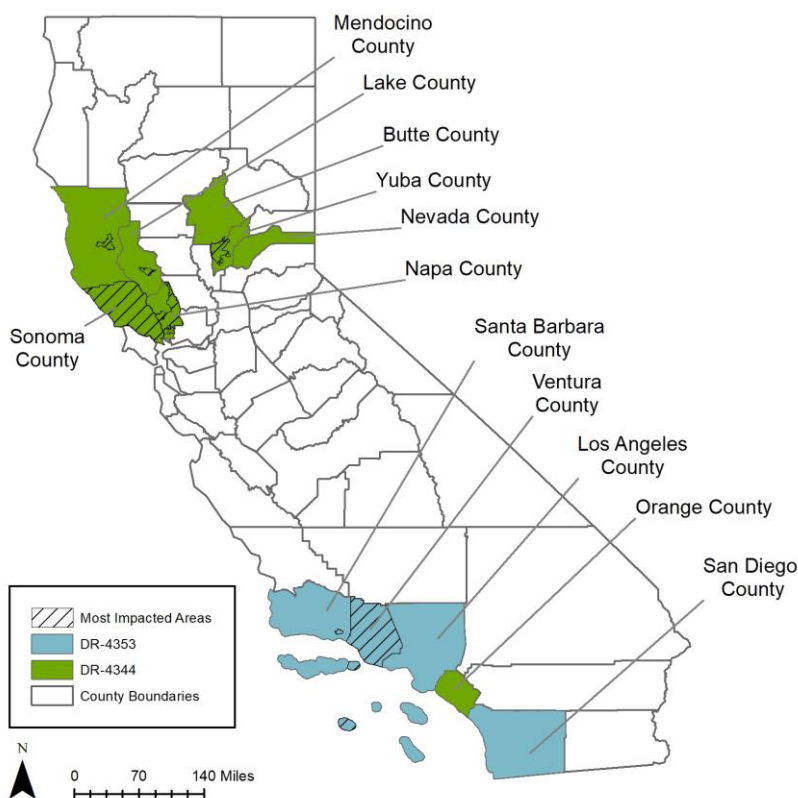 Mendocino
County
Lake County
Butte County
Yuba County
Nevada County
Napa County
Sonoma
County
Santa Barbara
County
Ventura
County
Los Angeles
County
Orange County
San Diego
County
Most Impacted Areas
DR-4353
DR-4344
County Boundaries
N
0 70 140 Miles